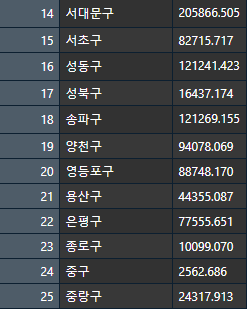 14 서대문구 205866.505
15 서초구 82715.717
16 성동구 121241.423
17 성북구 16437.174
18 송파구 121269.155
19 양천구 94078.069
20 영등포구 88748.170
21 용산구 44355.087
22 은평구 77555.651
23 종로구 10099.070
24 중구 2562.686
25 중랑구 24317.913